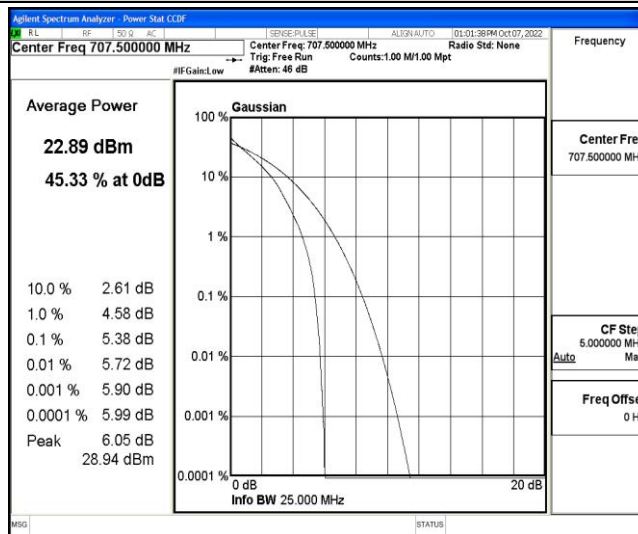 Agilent Spectrum Analyzer - Power Stat CCDF
RL RF 50 Ω AC SENSE:PULSE ALIGN AUTO 01:01:38 PM Oct 07, 2022
Center Freq 707.500000 MHz
Center Freq: 707.500000 MHz Radio Std: None
Trig: Free Run Counts:1.00 M/1.00 Mpt
#IFGain:Low #Atten: 46 dB
Frequency
Average Power
22.89 dBm
45.33 % at 0dB
10.0 % 2.61 dB
1.0 % 4.58 dB
0.1 % 5.38 dB
0.01 % 5.72 dB
0.001 % 5.90 dB
0.0001 % 5.99 dB
Peak 6.05 dB
28.94 dBm
Gaussian
100 %
10 %
1 %
0.1 %
0.01 %
0.001 %
0.0001 %
0 dB 20 dB
Info BW 25.000 MHz
Center Fre
707.500000 MH
CF Step
5.000000 MH
Auto Ma
Freq Offse
0 H
MSG STATUS